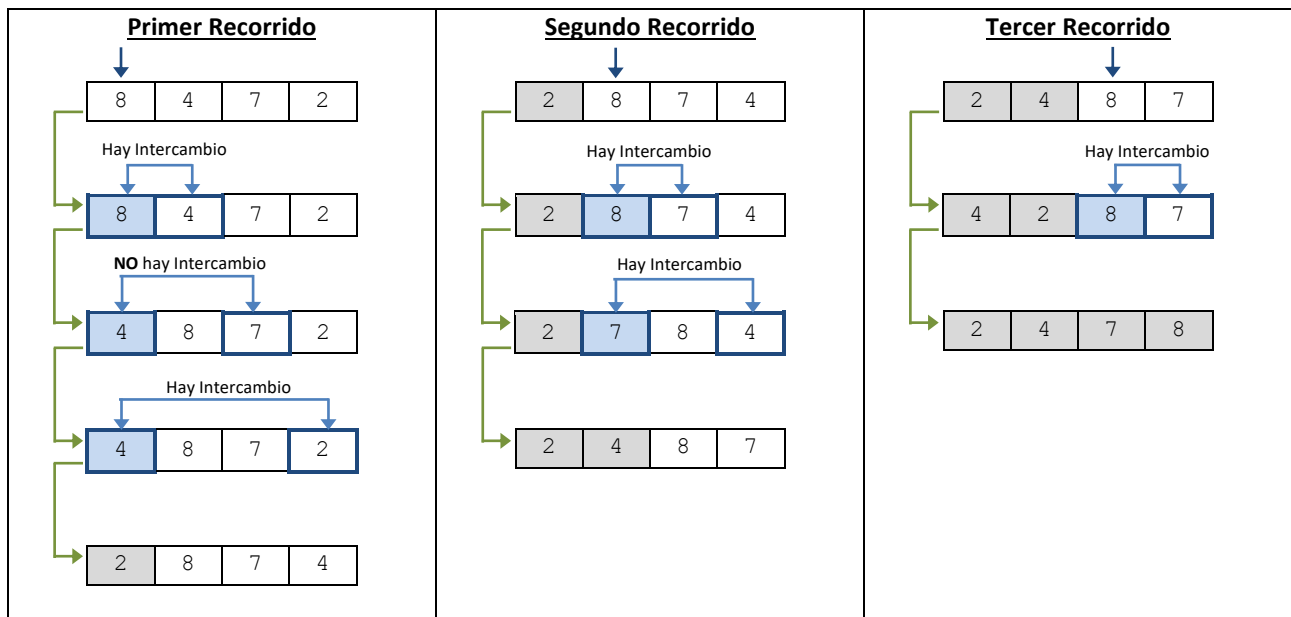 Primer Recorrido
8 4 7 2
Hay Intercambio
8 4 7 2
NO hay Intercambio
4 8 7 2
Hay Intercambio
4 8 7 2
2 8 7 4
Segundo Recorrido
2 8 7 4
Hay Intercambio
2 8 7 4
Hay Intercambio
2 7 8 4
2 4 8 7
Tercer Recorrido
2 4 8 7
Hay Intercambio
4 2 8 7
2 4 7 8